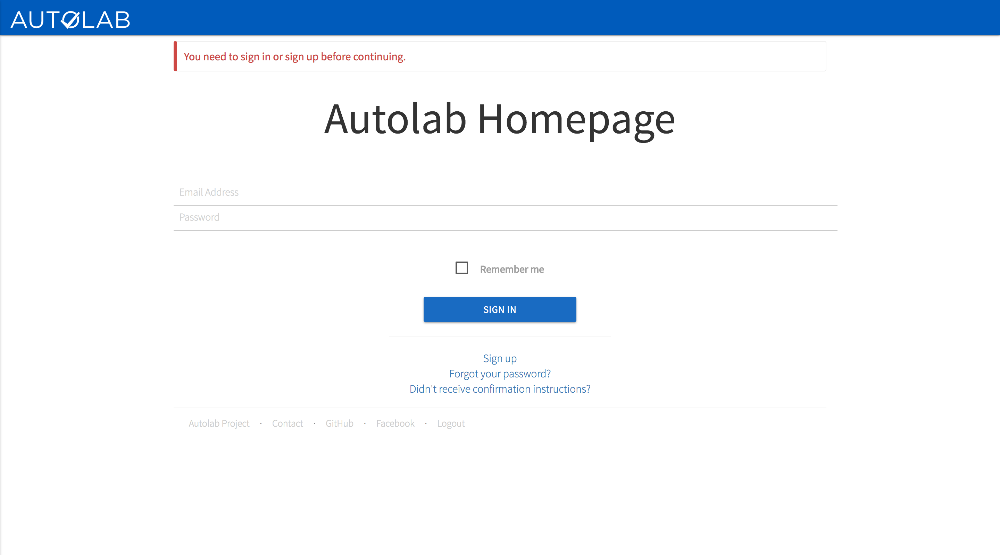 AUTOLAB
You need to sign in or sign up before continuing.
Autolab Homepage
Email Address
Password
Remember me
SIGN IN
Sign up
Forgot your password?
Didn't receive confirmation instructions?
Autolab Project · Contact · GitHub · Facebook · Logout